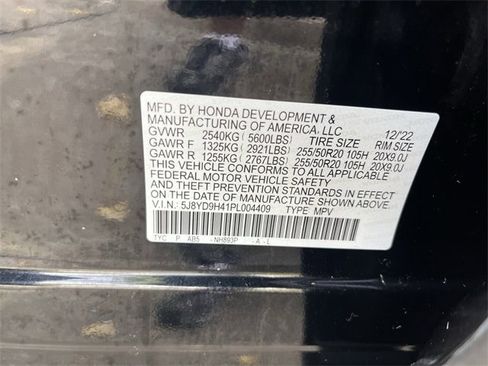 MFD. BY HONDA DEVELOPMENT &
MANUFACTURING OF AMERICA, LLC 12/22
GVWR 2540KG (5600LBS) TIRE SIZE RIM SIZE
GAWR F 1325KG (2921LBS) 255/50R20 105H 20X9.0J
GAWR R 1255KG (2767LBS) 255/50R20 105H 20X9.0J
THIS VEHICLE CONFORMS TO ALL APPLICABLE
FEDERAL MOTOR VEHICLE SAFETY
AND THEFT PREVENTION STANDARDS IN EFFECT
ON THE DATE OF MANUFACTURE SHOWN ABOVE.
V.I.N. 5J8YD9H41PL004409 TYPE MPV
TYC P AB5 -NH893P -A -L